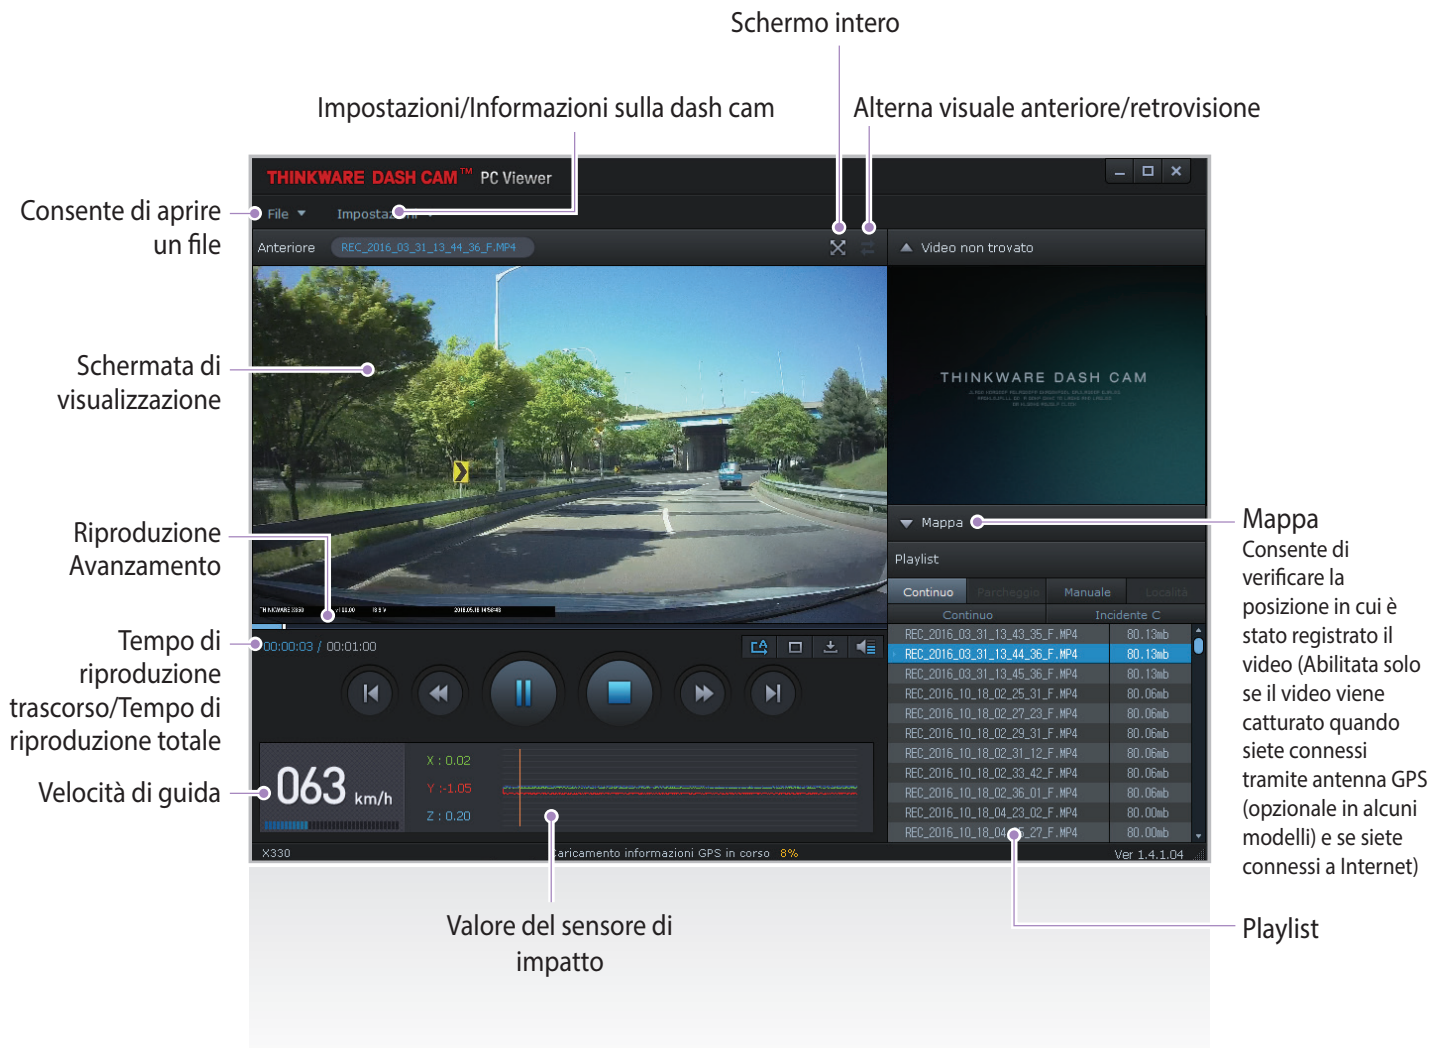 Schermo intero
Impostazioni/Informazioni sulla dash cam
Alterna visuale anteriore/retrovisione
THINKWARE DASH CAM™ PC Viewer
Consente di aprire
un file
File
Impostazioni
Anteriore
REC_2016_03_31_13_44_36_F.MP4
Video non trovato
Schermata di
visualizzazione
THINKWARE DASH CAM
Riproduzione
Avanzamento
Mappa
Playlist
Continuo
Parcheggio
Manuale
Località
Continuo
Incidente C
REC_2016_03_31_13_43_35_F.MP4 80.13mb
REC_2016_03_31_13_44_36_F.MP4 80.13mb
REC_2016_03_31_13_45_36_F.MP4 80.13mb
REC_2016_10_18_02_25_31_F.MP4 80.06mb
REC_2016_10_18_02_27_23_F.MP4 80.06mb
REC_2016_10_18_02_29_31_F.MP4 80.06mb
REC_2016_10_18_02_31_12_F.MP4 80.06mb
REC_2016_10_18_02_33_42_F.MP4 80.06mb
REC_2016_10_18_02_36_01_F.MP4 80.06mb
REC_2016_10_18_04_23_02_F.MP4 80.00mb
80.00mb
Mappa
Consente di
verificare la
posizione in cui è
stato registrato il
video (Abilitata solo
se il video viene
catturato quando
siete connessi
tramite antenna GPS
(opzionale in alcuni
modelli) e se siete
connessi a Internet)
Tempo di
riproduzione
trascorso/Tempo di
riproduzione totale
00:00:03 / 00:01:00
Velocità di guida
063 km/h
X : 0.02
Y :-1.05
Z : 0.20
X330
Caricamento informazioni GPS in corso 8%
Ver 1.4.1.04
Valore del sensore di
impatto
Playlist